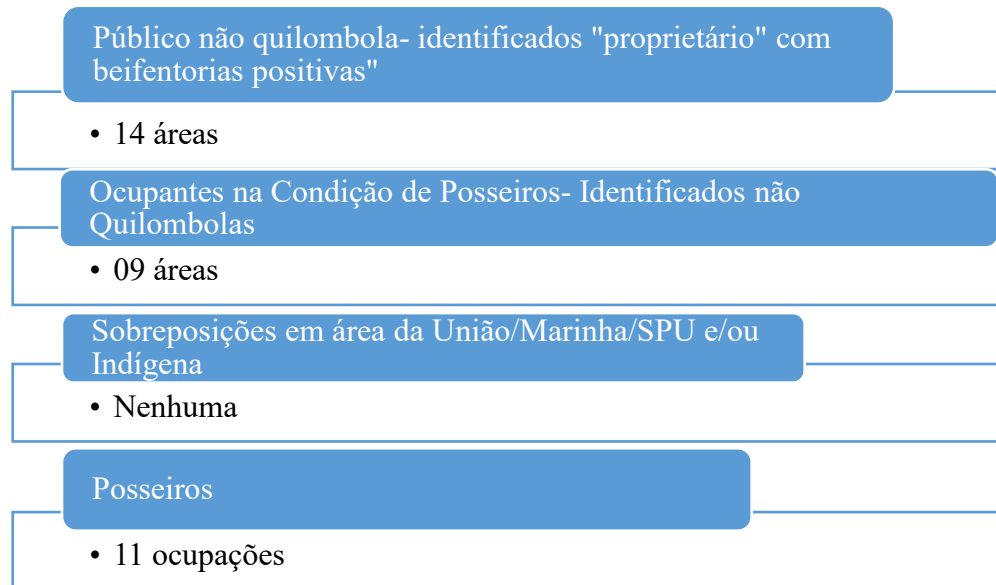 Público não quilombola- identificados "proprietário" com
beifentorias positivas"
• 14 áreas
Ocupantes na Condição de Posseiros- Identificados não
Quilombolas
• 09 áreas
Sobreposições em área da União/Marinha/SPU e/ou
Indígena
• Nenhuma
Posseiros
• 11 ocupações